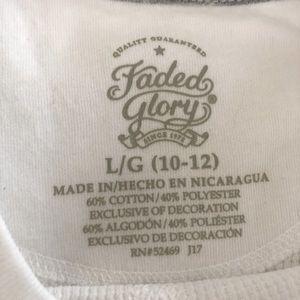 QUALITY GUARANTEED
Faded
Glory®
SINCE 1972
L/G (10-12)
MADE IN/HECHO EN NICARAGUA
60% COTTON/40% POLYESTER
EXCLUSIVE OF DECORATION
60% ALGODÓN/40% POLIÉSTER
EXCLUSIVO DE DECORACIÓN
RN#52469 J17